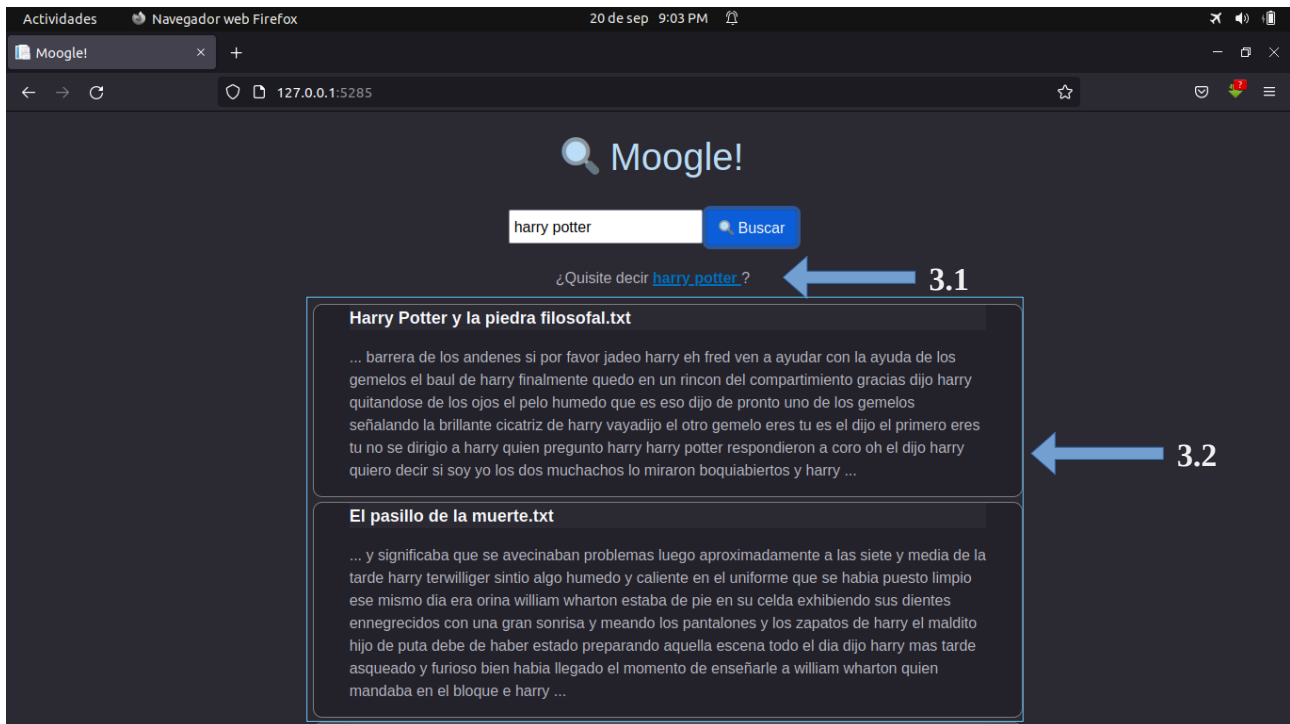 Actividades Navegador web Firefox 20 de sep 9:03 PM
Moogle!
127.0.0.1:5285
Moogle!
harry potter Buscar
¿Quisite decir harry potter ? 3.1
Harry Potter y la piedra filosofal.txt
... barrera de los andenes si por favor jadeo harry eh fred ven a ayudar con la ayuda de los
gemelos el baul de harry finalmente quedo en un rincon del compartimiento gracias dijo harry
quitandose de los ojos el pelo humedo que es eso dijo de pronto uno de los gemelos
señalando la brillante cicatriz de harry vayadijo el otro gemelo eres tu es el dijo el primero eres
tu no se dirigio a harry quien pregunto harry harry potter respondieron a coro oh el dijo harry
quiero decir si soy yo los dos muchachos lo miraron boquiabiertos y harry ...
3.2
El pasillo de la muerte.txt
... y significaba que se avecinaban problemas luego aproximadamente a las siete y media de la
tarde harry terwilliger sintio algo humedo y caliente en el uniforme que se habia puesto limpio
ese mismo dia era orina william wharton estaba de pie en su celda exhibiendo sus dientes
ennegrecidos con una gran sonrisa y meando los pantalones y los zapatos de harry el maldito
hijo de puta debe de haber estado preparando aquella escena todo el dia dijo harry mas tarde
asqueado y furioso bien habia llegado el momento de enseñarle a william wharton quien
mandaba en el bloque e harry ...